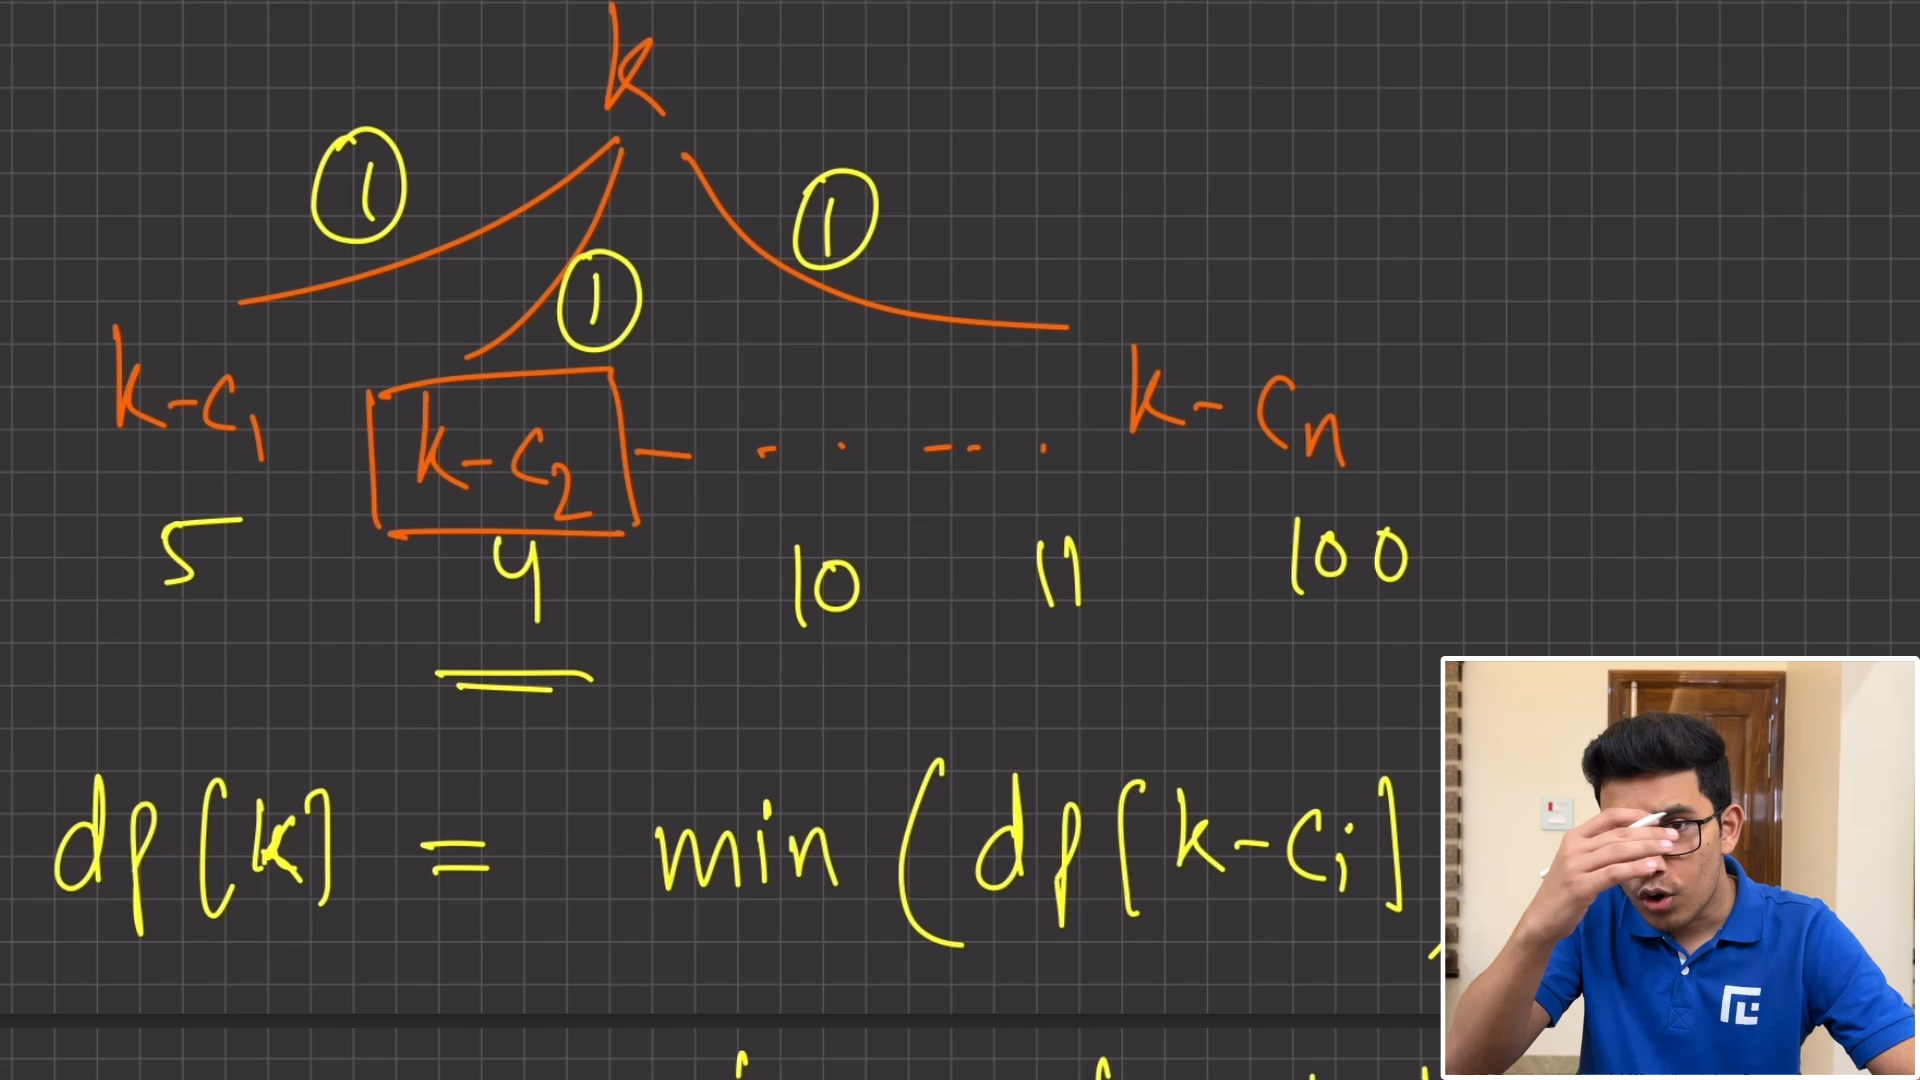 k
1 1
1
k-c1 k-c2 - - . - - . k-cn
5 4 10 11 100
dp[k] = min(dp[k-ci]